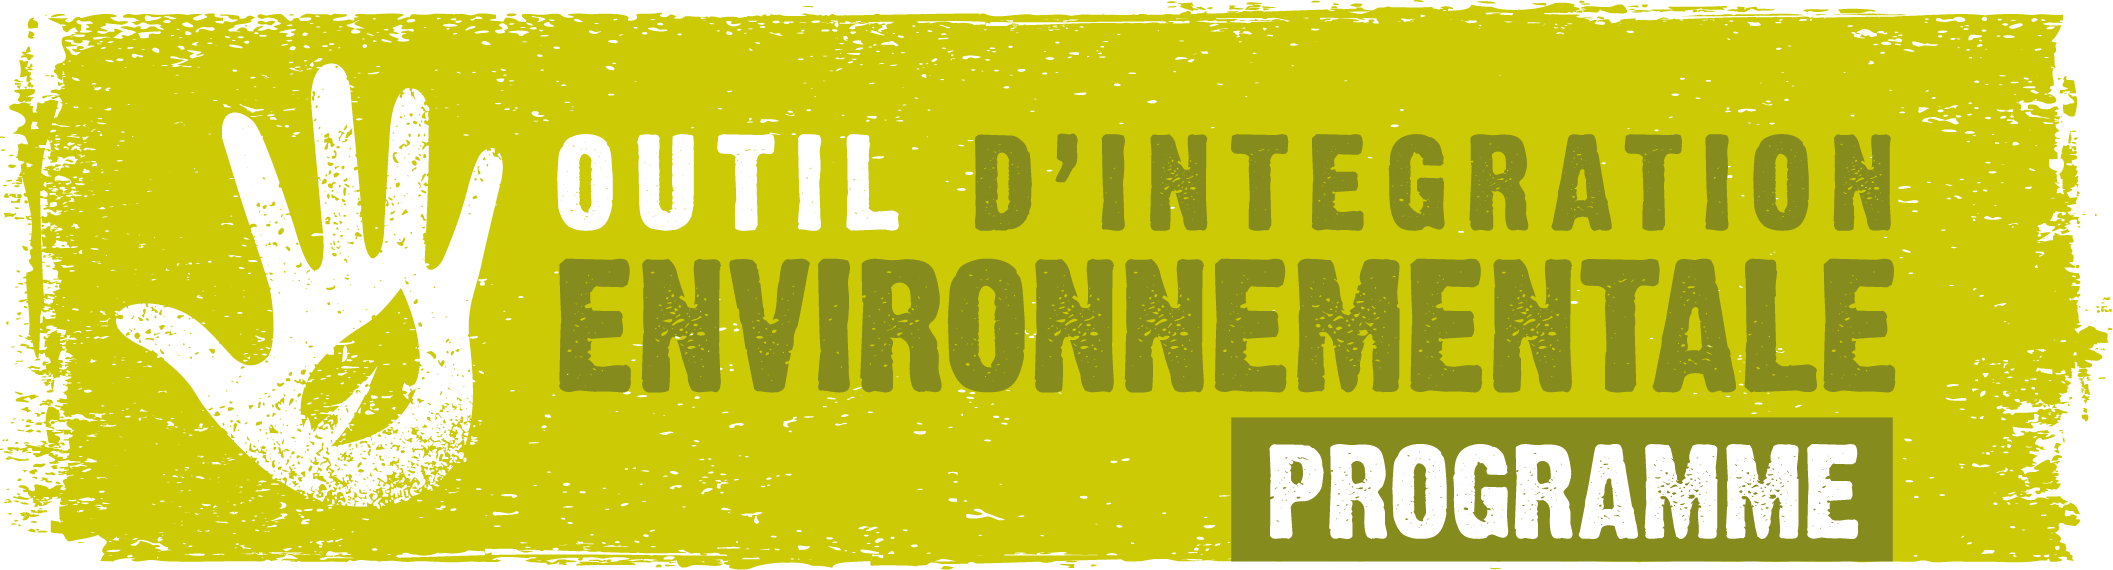 OUTIL D'INTEGRATION
ENVIRONNEMENTALE
PROGRAMME